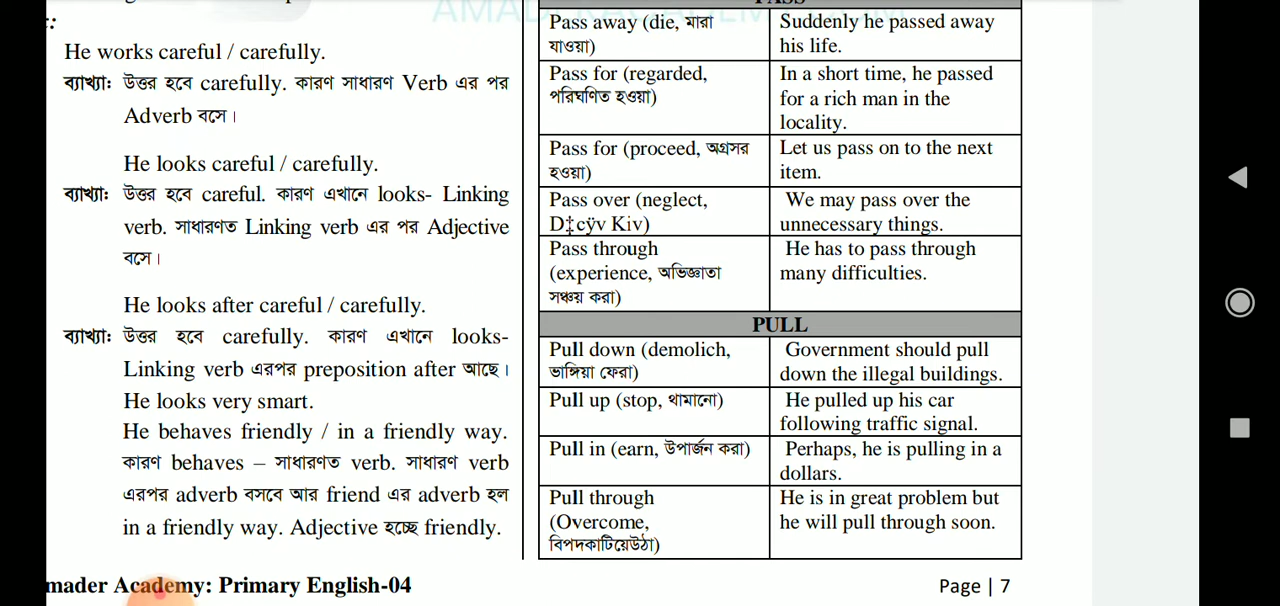 AMADERACADEMY.COM
::
He works careful / carefully.
ব্যাখ্যাঃ উত্তর হবে carefully. কারণ সাধারণ Verb এর পর
Adverb বসে।
He looks careful / carefully.
ব্যাখ্যাঃ উত্তর হবে careful. কারণ এখানে looks- Linking
verb. সাধারণত Linking verb এর পর Adjective
বসে।
He looks after careful / carefully.
ব্যাখ্যাঃ উত্তর হবে carefully. কারণ এখানে looks-
Linking verb এরপর preposition after আছে।
He looks very smart.
He behaves friendly / in a friendly way.
কারণ behaves – সাধারণত verb. সাধারণ verb
এরপর adverb বসবে আর friend এর adverb হল
in a friendly way. Adjective হচ্ছে friendly.
PASS
Pass away (die, মারা
যাওয়া)
Suddenly he passed away
his life.
Pass for (regarded,
পরিঘণিত হওয়া)
In a short time, he passed
for a rich man in the
locality.
Pass for (proceed, অগ্রসর
হওয়া)
Let us pass on to the next
item.
Pass over (neglect,
D‡cÿv Kiv)
We may pass over the
unnecessary things.
Pass through
(experience, অভিজ্ঞাতা
সঞ্চয় করা)
He has to pass through
many difficulties.
PULL
Pull down (demolich,
ভাঙ্গিয়া ফেরা)
Government should pull
down the illegal buildings.
Pull up (stop, থামানো)
He pulled up his car
following traffic signal.
Pull in (earn, উপার্জন করা)
Perhaps, he is pulling in a
dollars.
Pull through
(Overcome,
বিপদকাটিয়েউঠা)
He is in great problem but
he will pull through soon.
mader Academy: Primary English-04
Page | 7